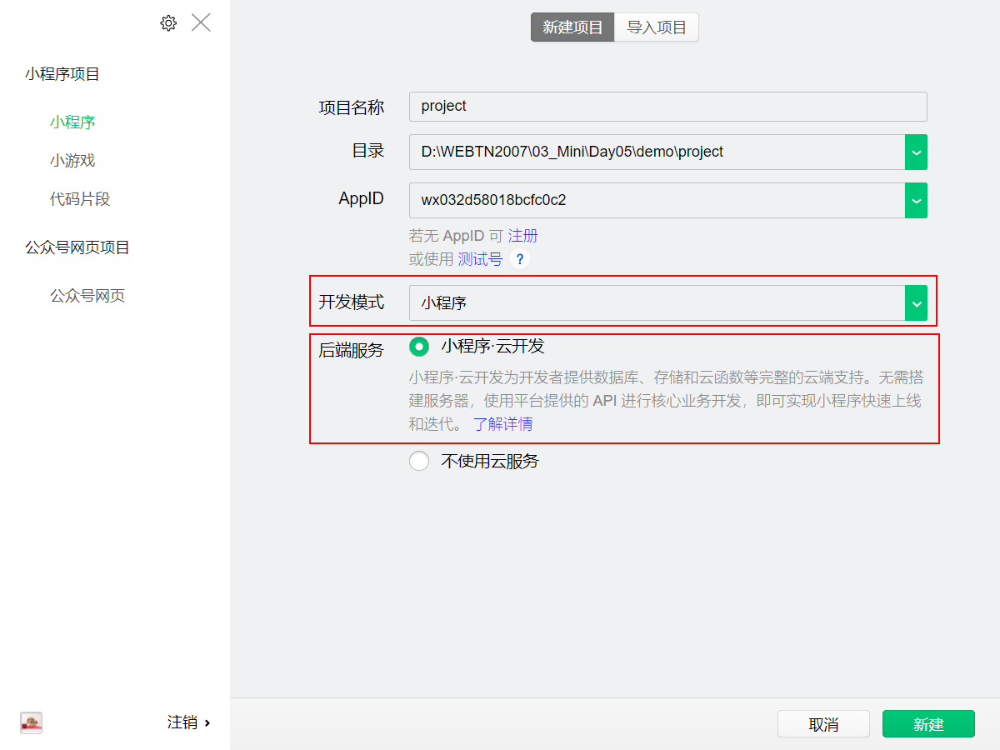 小程序项目
小程序
小游戏
代码片段
公众号网页项目
公众号网页
注销
新建项目 导入项目
项目名称 project
目录 D:\WEBTN2007\03_Mini\Day05\demo\project
AppID wx032d58018bcfc0c2
若无 AppID 可 注册
或使用 测试号 ?
开发模式 小程序
后端服务 小程序·云开发
小程序·云开发为开发者提供数据库、存储和云函数等完整的云端支持。无需搭
建服务器，使用平台提供的 API 进行核心业务开发，即可实现小程序快速上线
和迭代。 了解详情
不使用云服务
取消 新建